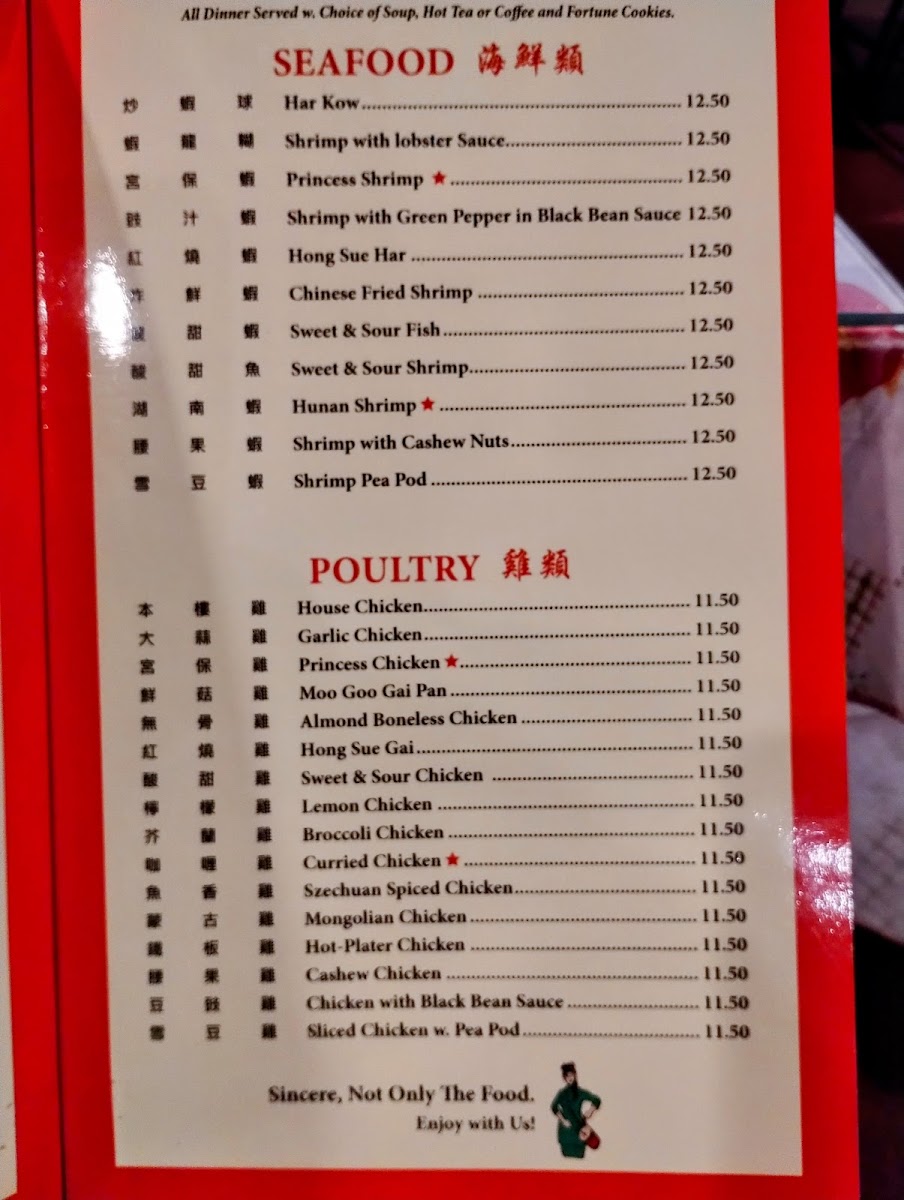 All Dinner Served w. Choice of Soup, Hot Tea or Coffee and Fortune Cookies.
SEAFOOD 海鮮類
炒蝦球 Har Kow 12.50
蝦龍糊 Shrimp with lobster Sauce 12.50
宮保蝦 Princess Shrimp ★ 12.50
豉汁蝦 Shrimp with Green Pepper in Black Bean Sauce 12.50
紅燒蝦 Hong Sue Har 12.50
炸鮮蝦 Chinese Fried Shrimp 12.50
甜蝦 Sweet & Sour Fish 12.50
酸甜魚 Sweet & Sour Shrimp 12.50
湖南蝦 Hunan Shrimp ★ 12.50
腰果蝦 Shrimp with Cashew Nuts 12.50
雪豆蝦 Shrimp Pea Pod 12.50
POULTRY 雞類
本樓雞 House Chicken 11.50
大蒜雞 Garlic Chicken 11.50
宮保雞 Princess Chicken ★ 11.50
鮮菇雞 Moo Goo Gai Pan 11.50
無骨雞 Almond Boneless Chicken 11.50
紅燒雞 Hong Sue Gai 11.50
酸甜雞 Sweet & Sour Chicken 11.50
檸檬雞 Lemon Chicken 11.50
芥蘭雞 Broccoli Chicken 11.50
咖喱雞 Curried Chicken ★ 11.50
魚香雞 Szechuan Spiced Chicken 11.50
蒙古雞 Mongolian Chicken 11.50
鐵板雞 Hot-Plater Chicken 11.50
腰果雞 Cashew Chicken 11.50
豆豉雞 Chicken with Black Bean Sauce 11.50
雪豆雞 Sliced Chicken w. Pea Pod 11.50
Sincere, Not Only The Food.
Enjoy with Us!